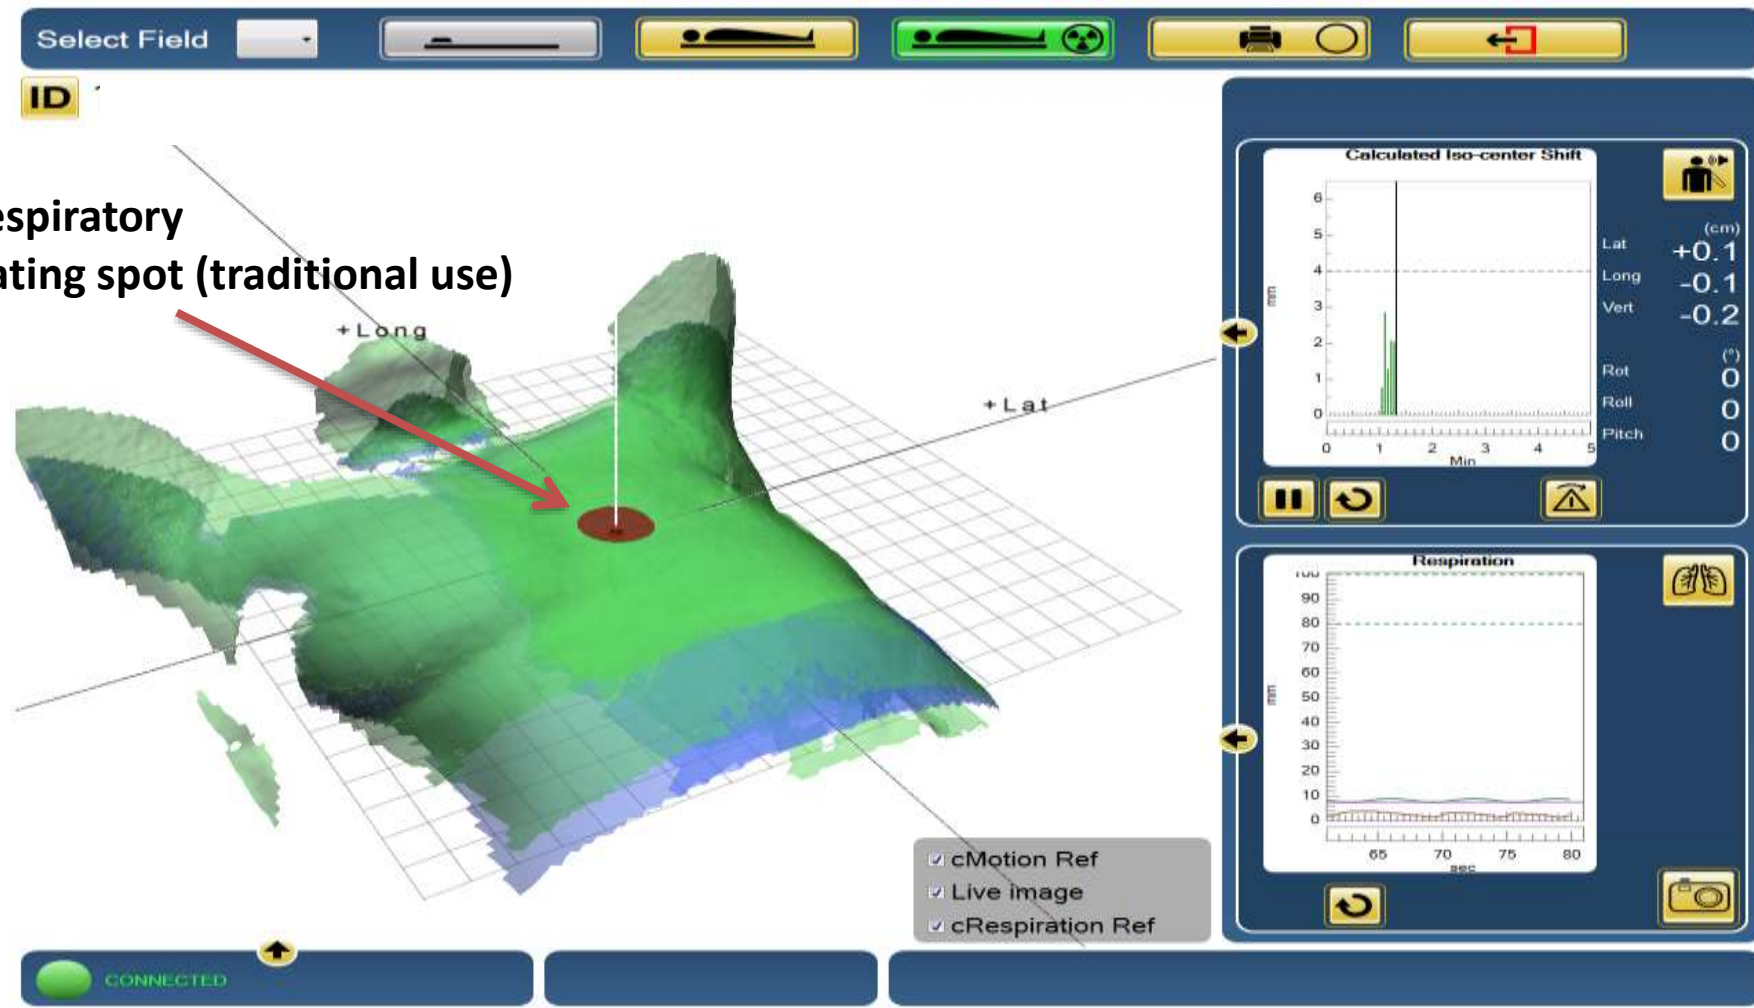 Select Field
ID
espiratory
ating spot (traditional use)
+Long
+Lat
cMotion Ref
Live image
cRespiration Ref
CONNECTED
Calculated Iso-center Shift
6
5
4
3
2
1
0
mm
0 1 2 3 4 5
Min
(cm)
Lat +0.1
Long -0.1
Vert -0.2
(°)
Rot 0
Roll 0
Pitch 0
Respiration
100
90
80
70
60
50
40
30
20
10
0
mm
65 70 75 80
sec